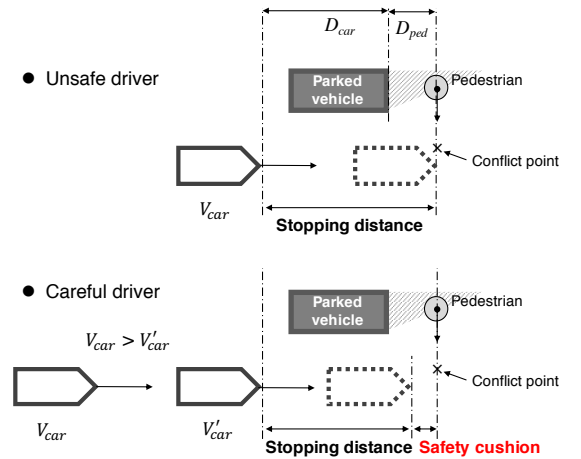 D_car D_ped
● Unsafe driver
Parked
vehicle
Pedestrian
Conflict point
V_car
Stopping distance
● Careful driver
Parked
vehicle
Pedestrian
V_car > V'_car
Conflict point
V_car V'_car
Stopping distance Safety cushion